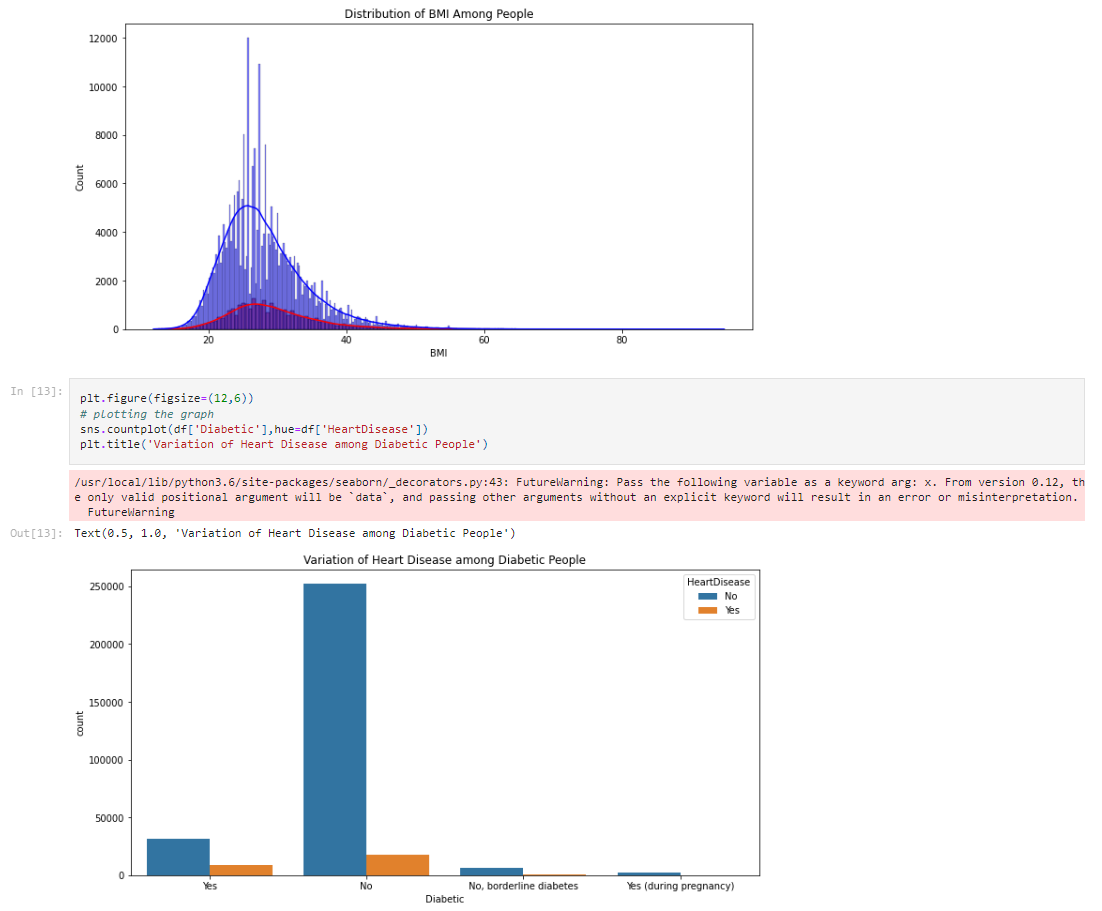 Distribution of BMI Among People
12000
10000
8000
6000
4000
2000
0
Count
20 40 60 80
BMI
In [13]:
plt.figure(figsize=(12,6))
# plotting the graph
sns.countplot(df['Diabetic'],hue=df['HeartDisease'])
plt.title('Variation of Heart Disease among Diabetic People')
/usr/local/lib/python3.6/site-packages/seaborn/_decorators.py:43: FutureWarning: Pass the following variable as a keyword arg: x. From version 0.12, th
e only valid positional argument will be `data`, and passing other arguments without an explicit keyword will result in an error or misinterpretation.
FutureWarning
Out[13]: Text(0.5, 1.0, 'Variation of Heart Disease among Diabetic People')
Variation of Heart Disease among Diabetic People
HeartDisease
No
Yes
250000
200000
150000
100000
50000
0
count
Yes No No, borderline diabetes Yes (during pregnancy)
Diabetic